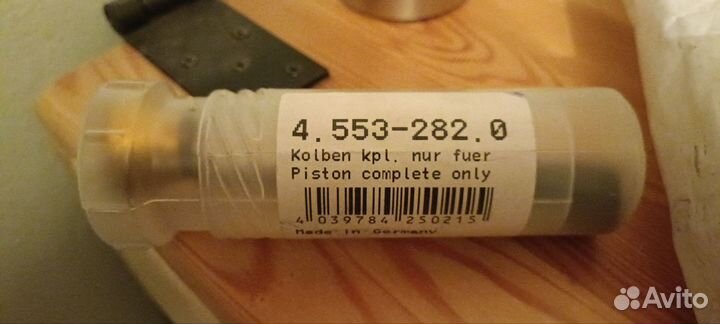 4.553-282.0
Kolben kpl. nur fuer
Piston complete only
4 039784 250215
Made in Germany
Avito